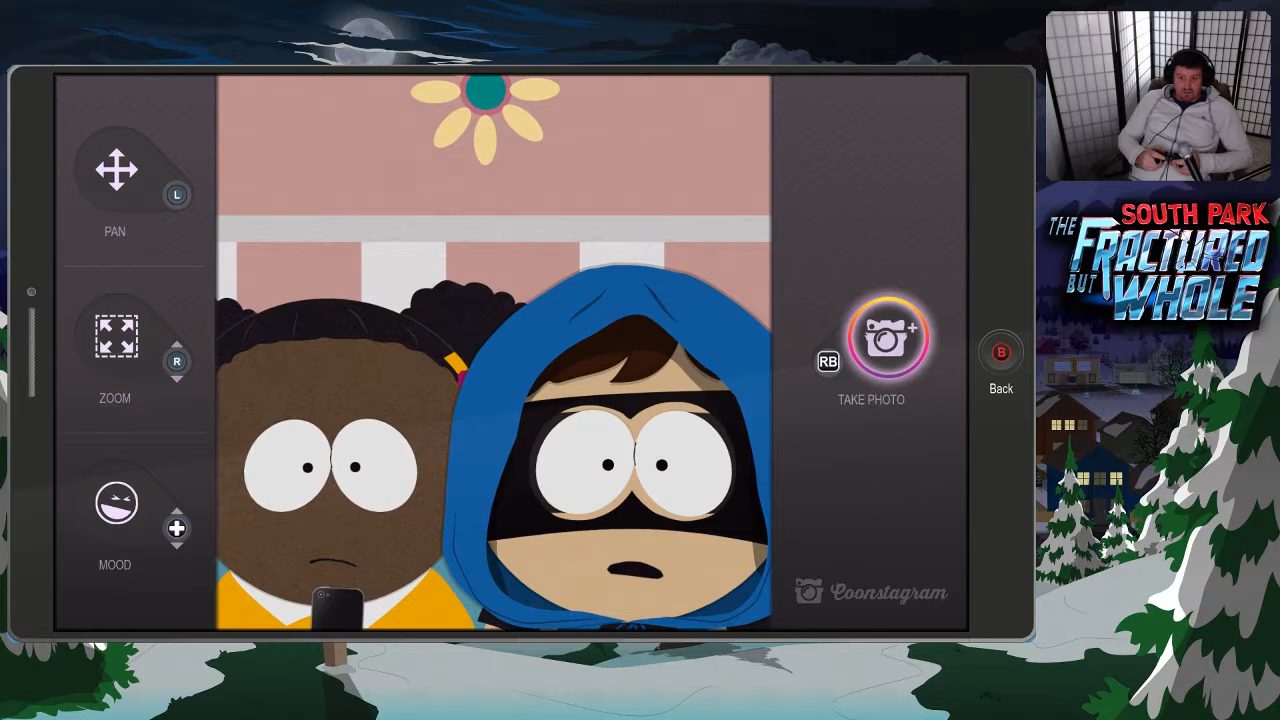 L
PAN
R
ZOOM
MOOD
RB
TAKE PHOTO
Coonstagram
B
Back
SOUTH PARK
THE
FRACTURED
BUT
WHOLE